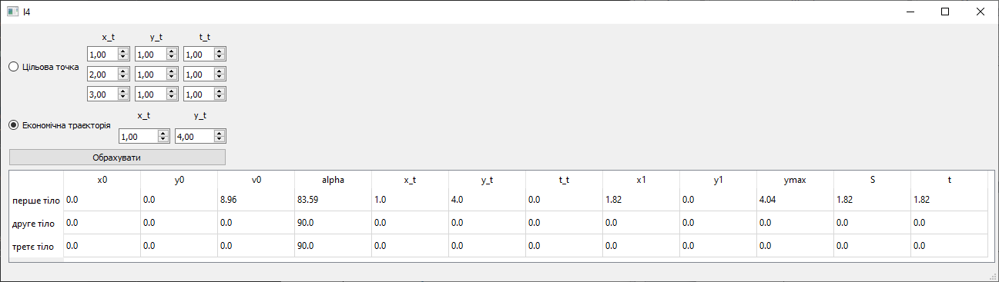 I4
x_t y_t t_t
1,00 1,00 1,00
Цільова точка
2,00 1,00 1,00
3,00 1,00 1,00
x_t y_t
Економічна траєкторія
1,00 4,00
Обрахувати
x0 y0 v0 alpha x_t y_t t_t x1 y1 ymax S t
перше тіло 0.0 0.0 8.96 83.59 1.0 4.0 0.0 1.82 0.0 4.04 1.82 1.82
друге тіло 0.0 0.0 0.0 90.0 0.0 0.0 0.0 0.0 0.0 0.0 0.0 0.0
третє тіло 0.0 0.0 0.0 90.0 0.0 0.0 0.0 0.0 0.0 0.0 0.0 0.0